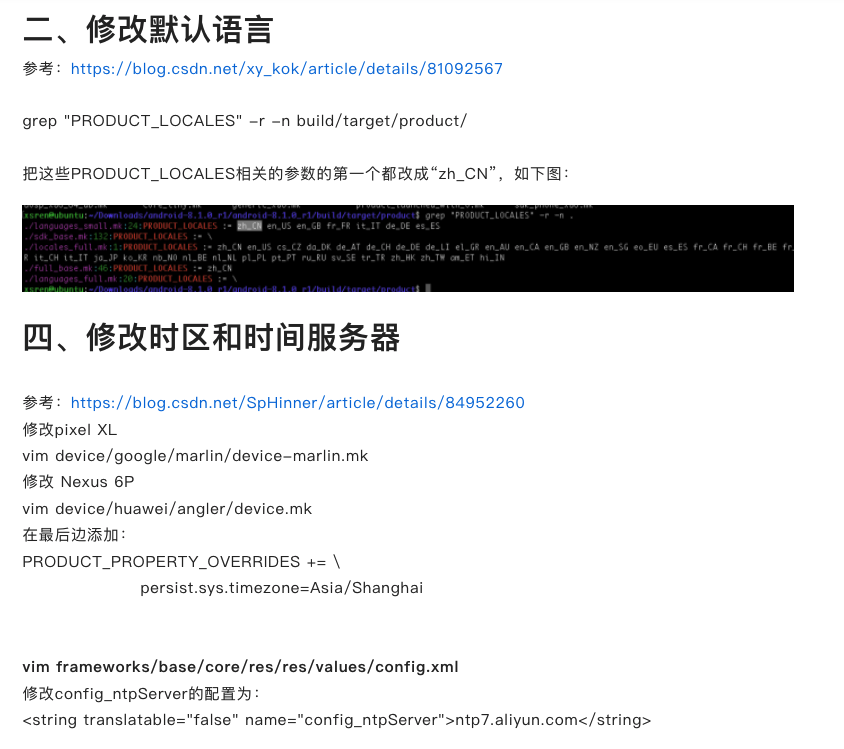 二、修改默认语言
参考：https://blog.csdn.net/xy_kok/article/details/81092567
grep "PRODUCT_LOCALES" -r -n build/target/product/
把这些PRODUCT_LOCALES相关的参数的第一个都改成“zh_CN”，如下图：
xsren@ubuntu:~/Downloads/android-8.1.0_r1/android-8.1.0_r1/build/target/product$ grep "PRODUCT_LOCALES" -r -n .
./languages_small.mk:24:PRODUCT_LOCALES := zh_CN en_US en_GB fr_FR it_IT de_DE es_ES
./sdk_base.mk:132:PRODUCT_LOCALES := \
./locales_full.mk:1:PRODUCT_LOCALES := zh_CN en_US cs_CZ da_DK de_AT de_CH de_DE de_LI el_GR en_AU en_CA en_GB en_NZ en_SG eo_EU es_ES fr_CA fr_CH fr_BE fr_
R it_CH it_IT ja_JP ko_KR nb_NO nl_BE nl_NL pl_PL pt_PT ru_RU sv_SE tr_TR zh_HK zh_TW am_ET hi_IN
./full_base.mk:46:PRODUCT_LOCALES := zh_CN
./languages_full.mk:20:PRODUCT_LOCALES := \
xsren@ubuntu:~/Downloads/android-8.1.0_r1/android-8.1.0_r1/build/target/product$
四、修改时区和时间服务器
参考：https://blog.csdn.net/SpHinner/article/details/84952260
修改pixel XL
vim device/google/marlin/device-marlin.mk
修改 Nexus 6P
vim device/huawei/angler/device.mk
在最后边添加：
PRODUCT_PROPERTY_OVERRIDES += \
persist.sys.timezone=Asia/Shanghai
vim frameworks/base/core/res/res/values/config.xml
修改config_ntpServer的配置为：
<string translatable="false" name="config_ntpServer">ntp7.aliyun.com</string>